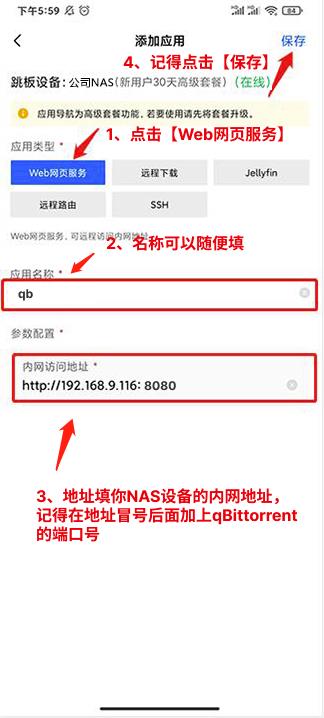 下午5:59
84
添加应用
保存
4、记得点击【保存】
跳板设备: 公司NAS(新用户30天高级套餐) (在线)
应用导航为高级套餐功能，若要使用请先将套餐升级。
1、点击【Web网页服务】
应用类型 *
Web网页服务
远程下载
Jellyfin
远程路由
SSH
Web网页服务，可远程访问内网地址
2、名称可以随便填
应用名称 *
qb
参数配置 *
内网访问地址 *
http://192.168.9.116: 8080
3、地址填你NAS设备的内网地址，
记得在地址冒号后面加上qBittorrent
的端口号